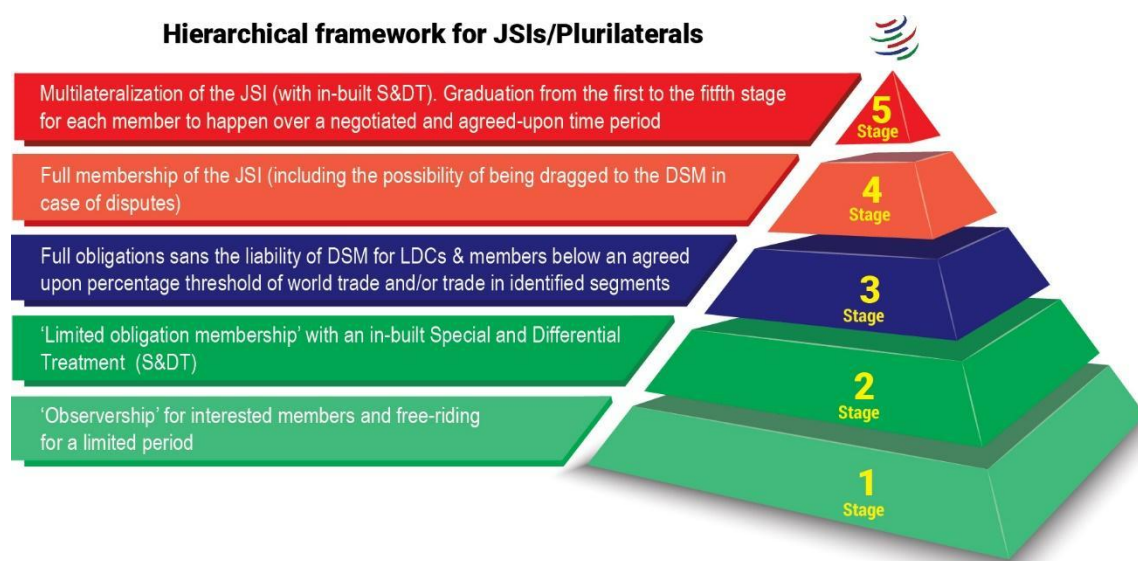 Hierarchical framework for JSIs/Plurilaterals
Multilateralization of the JSI (with in-built S&DT). Graduation from the first to the fitfth stage
for each member to happen over a negotiated and agreed-upon time period
5
Stage
Full membership of the JSI (including the possibility of being dragged to the DSM in
case of disputes)
4
Stage
Full obligations sans the liability of DSM for LDCs & members below an agreed
upon percentage threshold of world trade and/or trade in identified segments
3
Stage
‘Limited obligation membership’ with an in-built Special and Differential
Treatment (S&DT)
2
Stage
‘Observership’ for interested members and free-riding
for a limited period
1
Stage